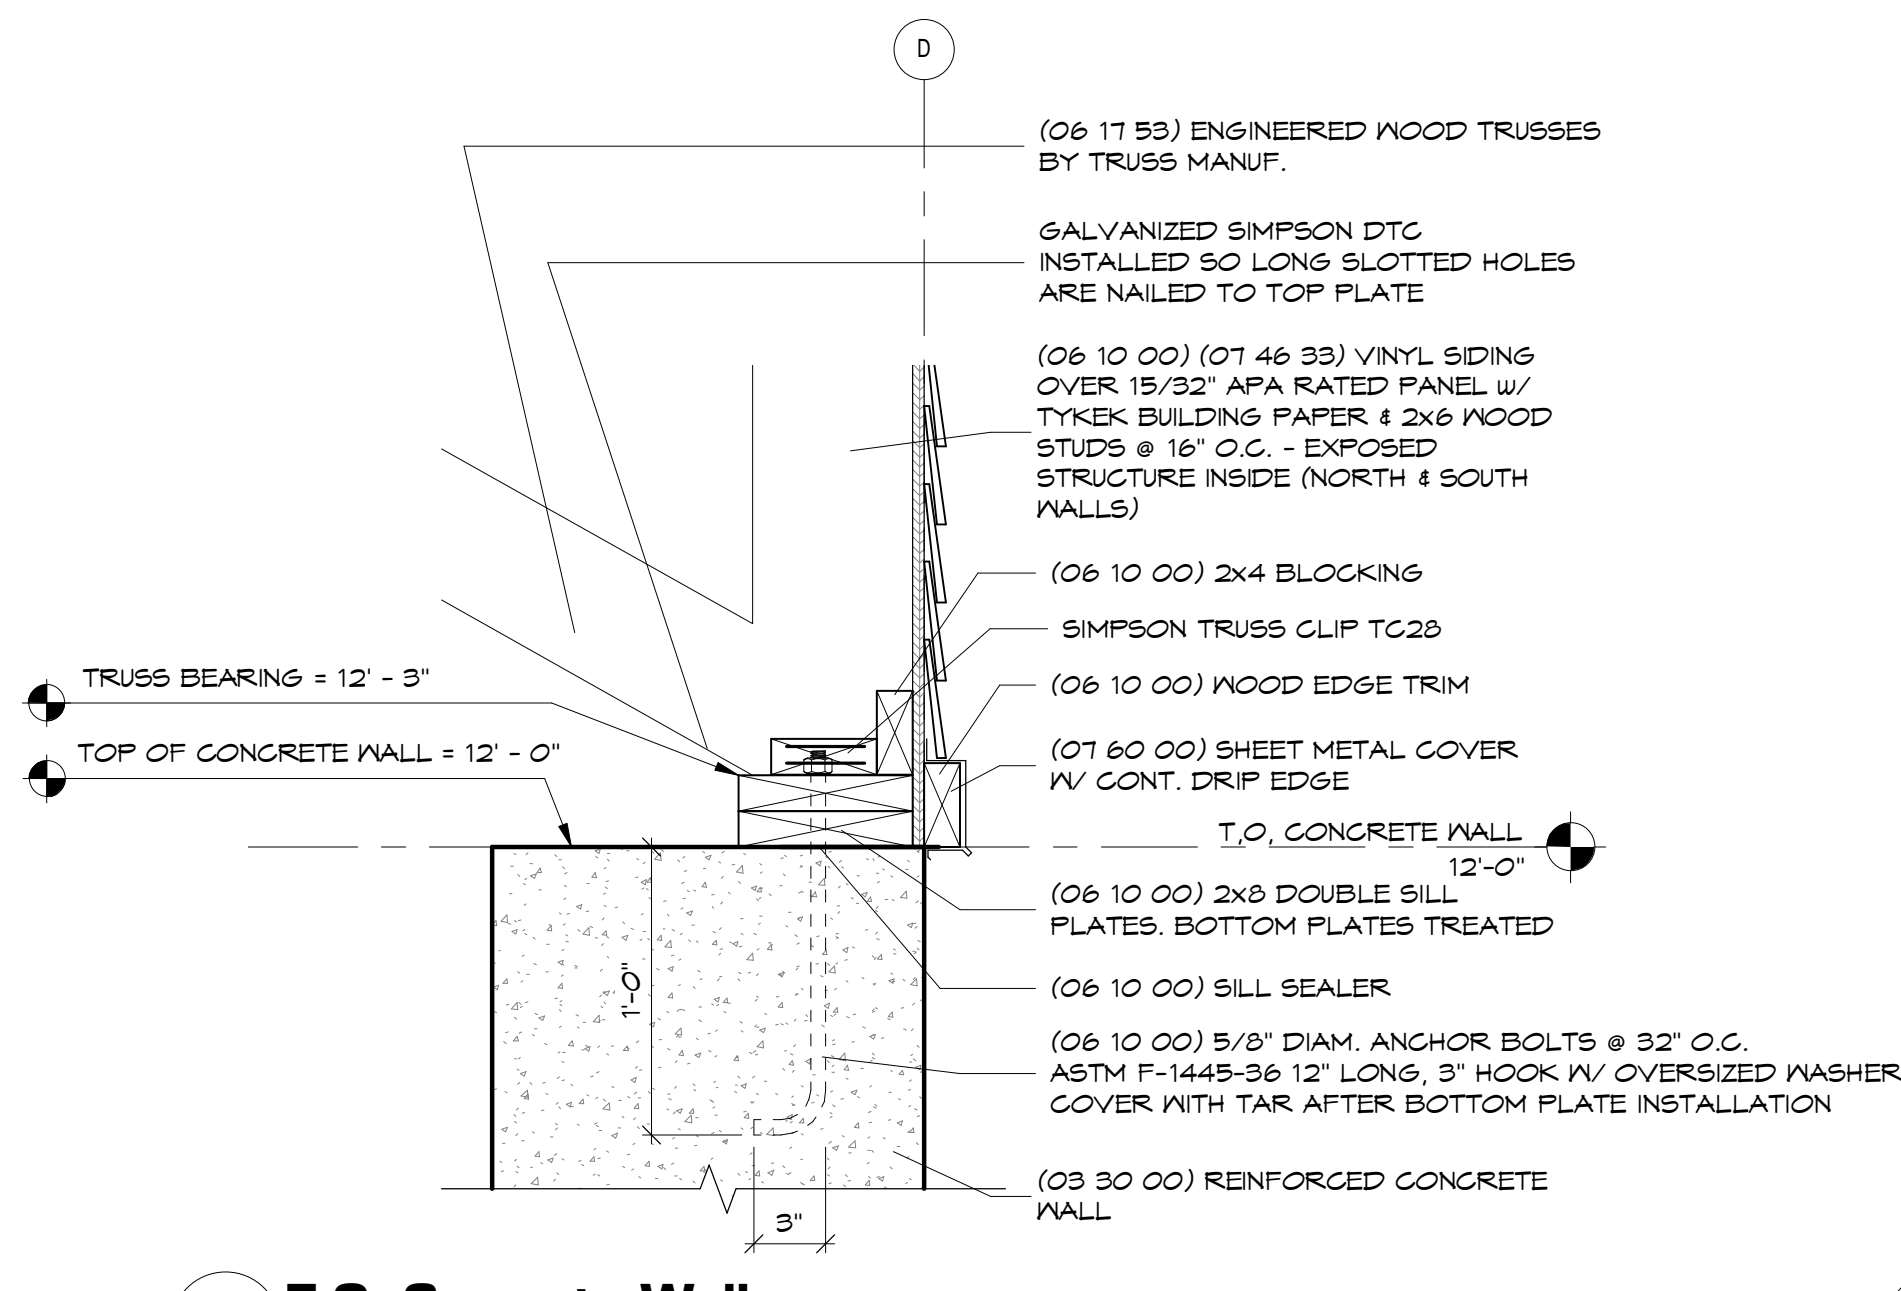 D
(06 17 53) ENGINEERED WOOD TRUSSES
BY TRUSS MANUF.
GALVANIZED SIMPSON DTC
INSTALLED SO LONG SLOTTED HOLES
ARE NAILED TO TOP PLATE
(06 10 00) (07 46 33) VINYL SIDING
OVER 15/32" APA RATED PANEL w/
TYKEK BUILDING PAPER & 2x6 WOOD
STUDS @ 16" O.C. - EXPOSED
STRUCTURE INSIDE (NORTH & SOUTH
WALLS)
(06 10 00) 2x4 BLOCKING
SIMPSON TRUSS CLIP TC28
TRUSS BEARING = 12' - 3"
(06 10 00) WOOD EDGE TRIM
TOP OF CONCRETE WALL = 12' - 0"
(07 60 00) SHEET METAL COVER
W/ CONT. DRIP EDGE
T,O, CONCRETE WALL
12'-0"
(06 10 00) 2x8 DOUBLE SILL
PLATES. BOTTOM PLATES TREATED
1'-0"
(06 10 00) SILL SEALER
(06 10 00) 5/8" DIAM. ANCHOR BOLTS @ 32" O.C.
ASTM F-1445-36 12" LONG, 3" HOOK W/ OVERSIZED WASHER
COVER WITH TAR AFTER BOTTOM PLATE INSTALLATION
(03 30 00) REINFORCED CONCRETE
WALL
3"